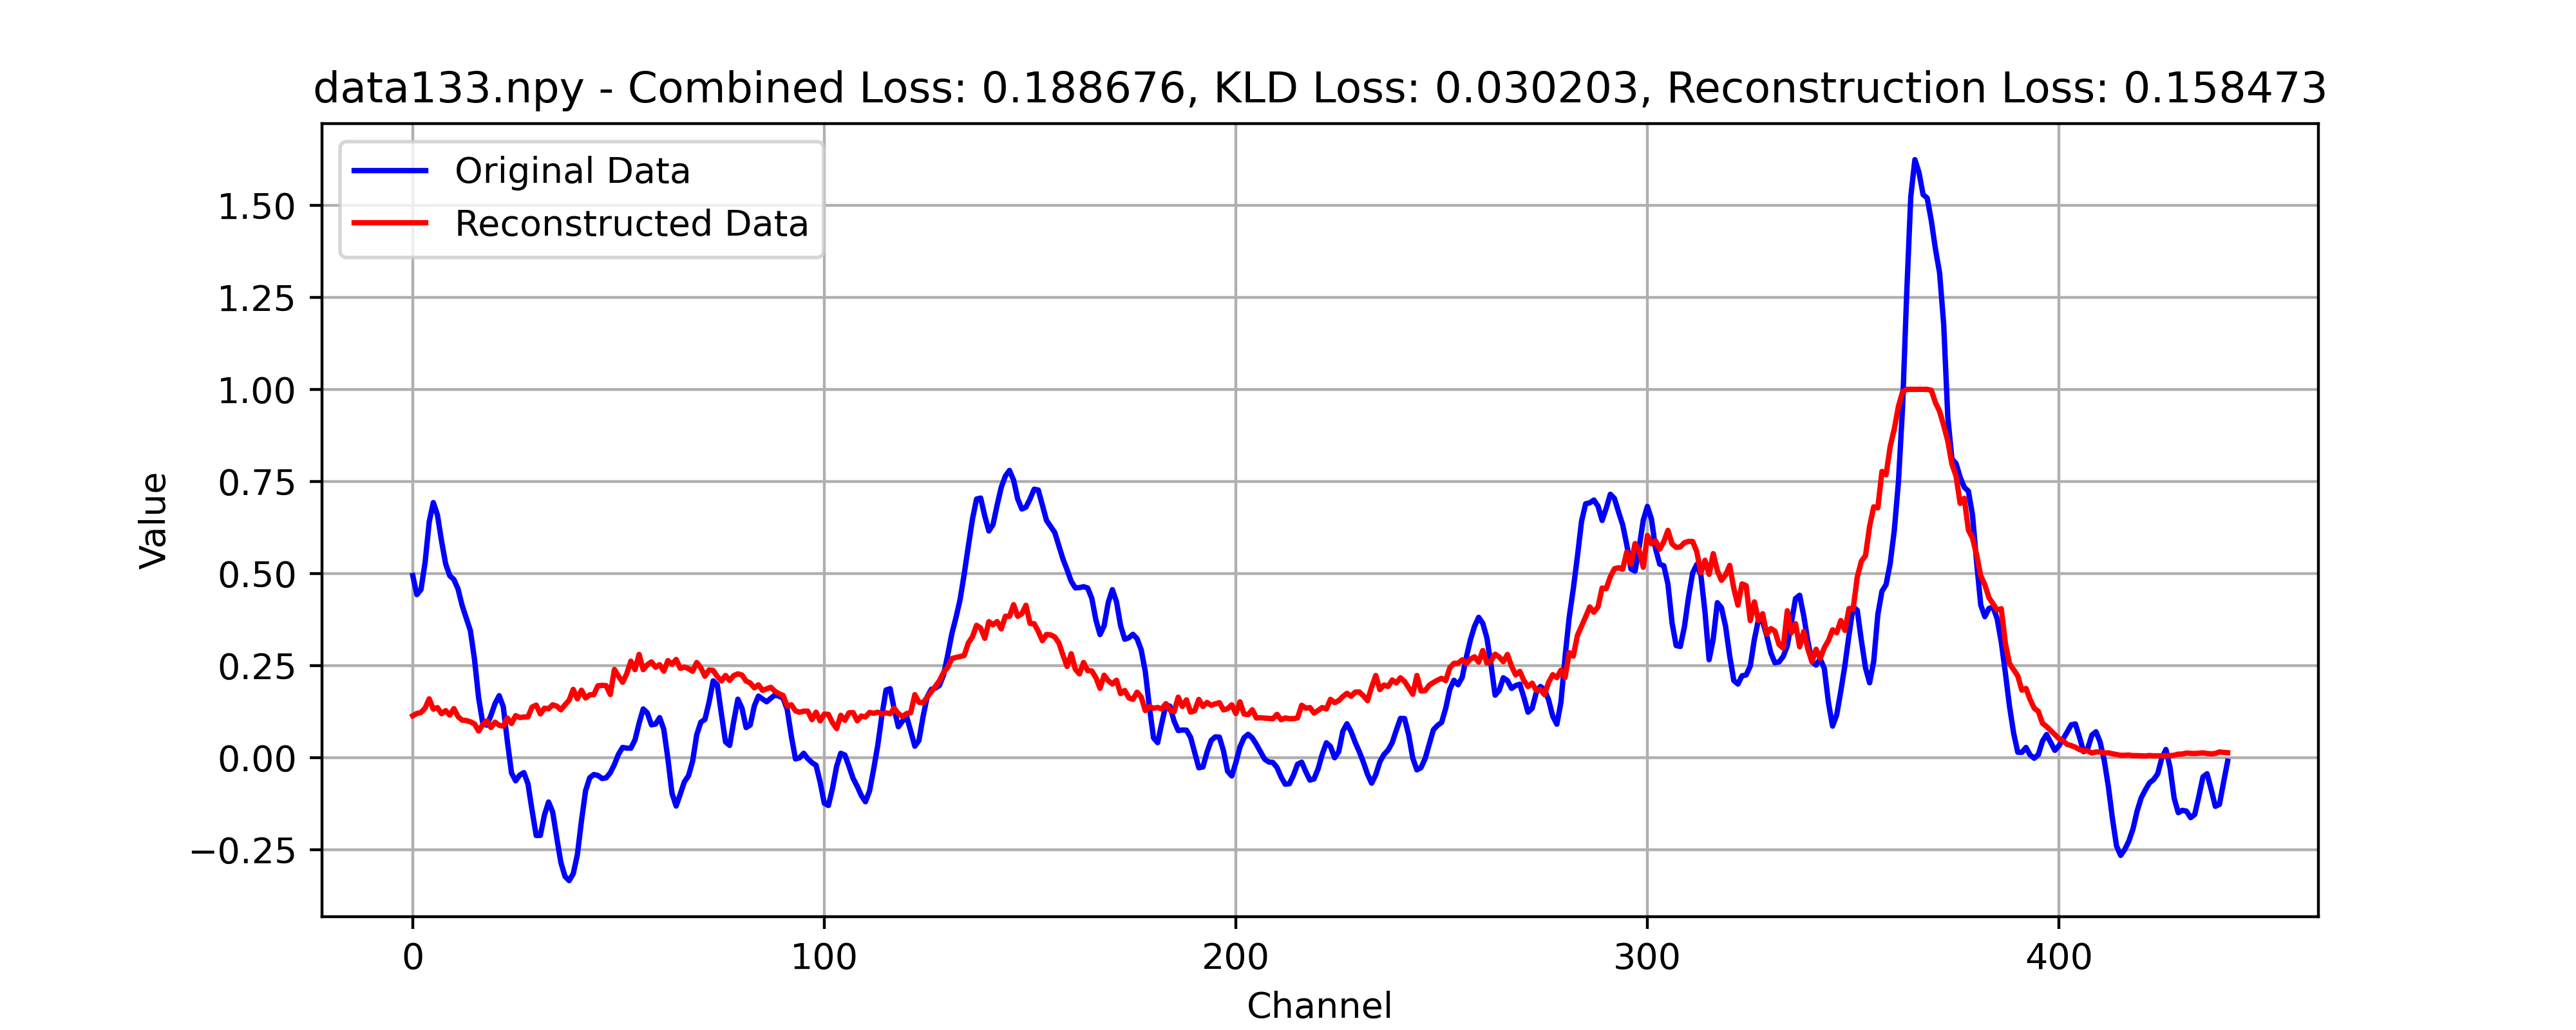 data133.npy - Combined Loss: 0.188676, KLD Loss: 0.030203, Reconstruction Loss: 0.158473
Original Data
Reconstructed Data
1.50
1.25
1.00
0.75
0.50
0.25
0.00
−0.25
Value
0 100 200 300 400
Channel